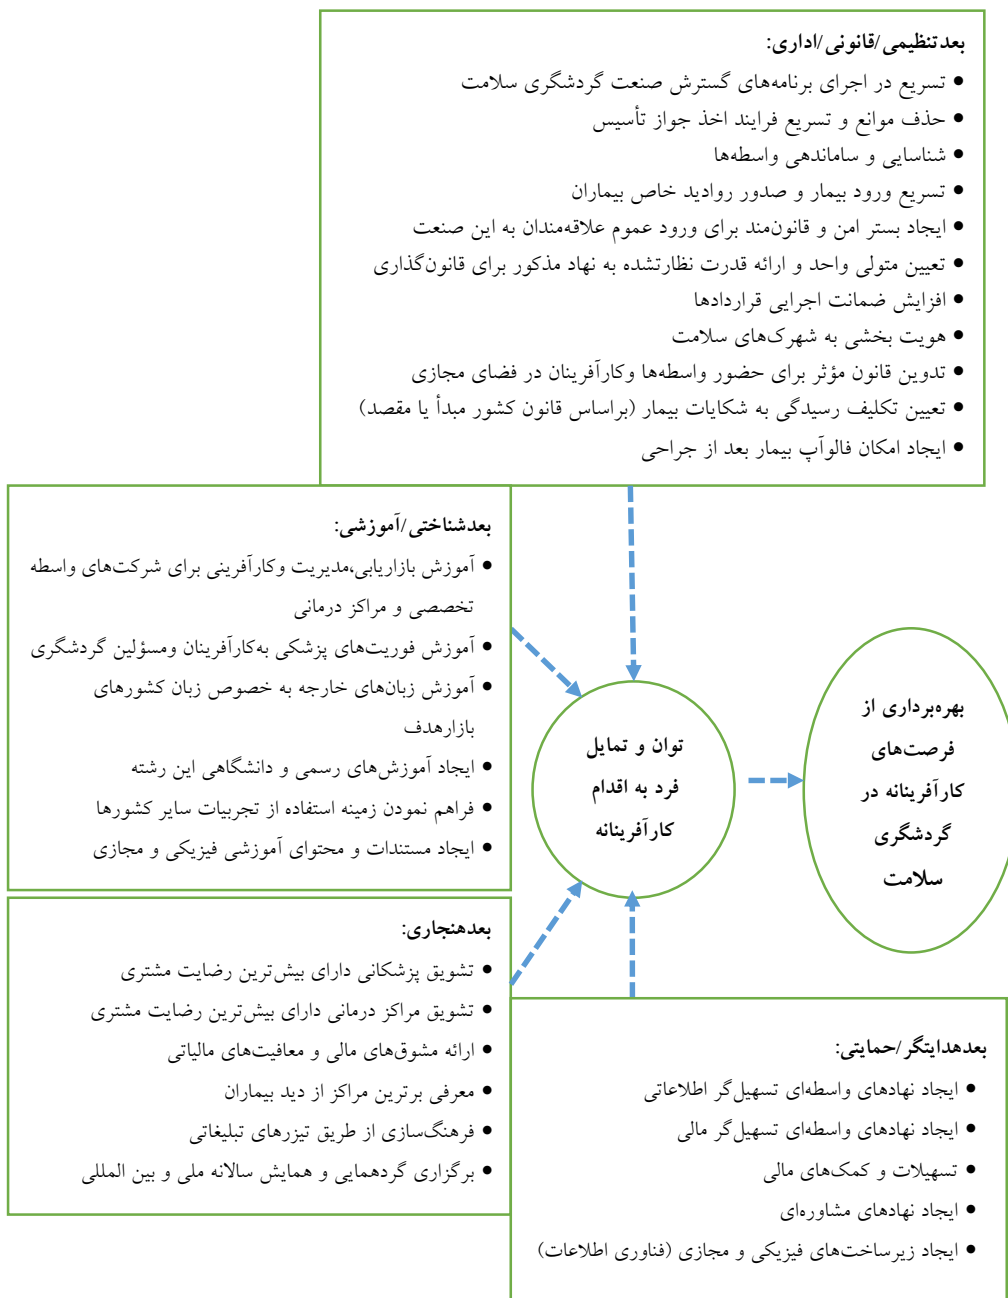 بعدتنظیمی/قانونی/اداری:
• تسریع در اجرای برنامه‌های گسترش صنعت گردشگری سلامت
• حذف موانع و تسریع فرایند اخذ جواز تأسیس
• شناسایی و ساماندهی واسطه‌ها
• تسریع ورود بیمار و صدور روادید خاص بیماران
• ایجاد بستر امن و قانون‌مند برای ورود عموم علاقه‌مندان به این صنعت
• تعیین متولی واحد و ارائه قدرت نظارتشده به نهاد مذکور برای قانون‌گذاری
• افزایش ضمانت اجرایی قراردادها
• هویت بخشی به شهرک‌های سلامت
• تدوین قانون مؤثر برای حضور واسطه‌ها وکارآفرینان در فضای مجازی
• تعیین تکلیف رسیدگی به شکایات بیمار (براساس قانون کشور مبدأ یا مقصد)
• ایجاد امکان فالوآپ بیمار بعد از جراحی
بعدشناختی/آموزشی:
• آموزش بازاریابی،مدیریت وکارآفرینی برای شرکت‌های واسطه
تخصصی و مراکز درمانی
• آموزش فوریت‌های پزشکی به‌کارآفرینان ومسؤلین گردشگری
• آموزش زبان‌های خارجه به خصوص زبان کشورهای
بازارهدف
• ایجاد آموزش‌های رسمی و دانشگاهی این رشته
• فراهم نمودن زمینه استفاده از تجربیات سایر کشورها
• ایجاد مستندات و محتوای آموزشی فیزیکی و مجازی
بعدهنجاری:
• تشویق پزشکانی دارای بیش‌ترین رضایت مشتری
• تشویق مراکز درمانی دارای بیش‌ترین رضایت مشتری
• ارائه مشوق‌های مالی و معافیت‌های مالیاتی
• معرفی برترین مراکز از دید بیماران
• فرهنگ‌سازی از طریق تیزرهای تبلیغاتی
• برگزاری گردهمایی و همایش سالانه ملی و بین المللی
بعدهدایتگر/حمایتی:
• ایجاد نهادهای واسطه‌ای تسهیل‌گر اطلاعاتی
• ایجاد نهادهای واسطه‌ای تسهیل‌گر مالی
• تسهیلات و کمک‌های مالی
• ایجاد نهادهای مشاوره‌ای
• ایجاد زیرساخت‌های فیزیکی و مجازی (فناوری اطلاعات)
توان و تمایل
فرد به اقدام
کارآفرینانه
بهره‌برداری از
فرصت‌های
کارآفرینانه در
گردشگری
سلامت